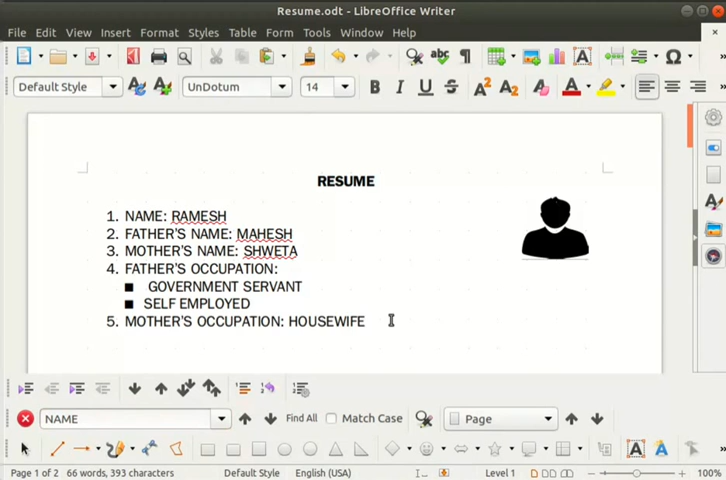 Resume.odt - LibreOffice Writer
File Edit View Insert Format Styles Table Form Tools Window Help
Default Style UnDotum 14
RESUME
1. NAME: RAMESH
2. FATHER'S NAME: MAHESH
3. MOTHER'S NAME: SHWETA
4. FATHER'S OCCUPATION:
■ GOVERNMENT SERVANT
■ SELF EMPLOYED
5. MOTHER'S OCCUPATION: HOUSEWIFE
NAME Find All Match Case Page
Page 1 of 2 66 words, 393 characters Default Style English (USA) Level 1 100%